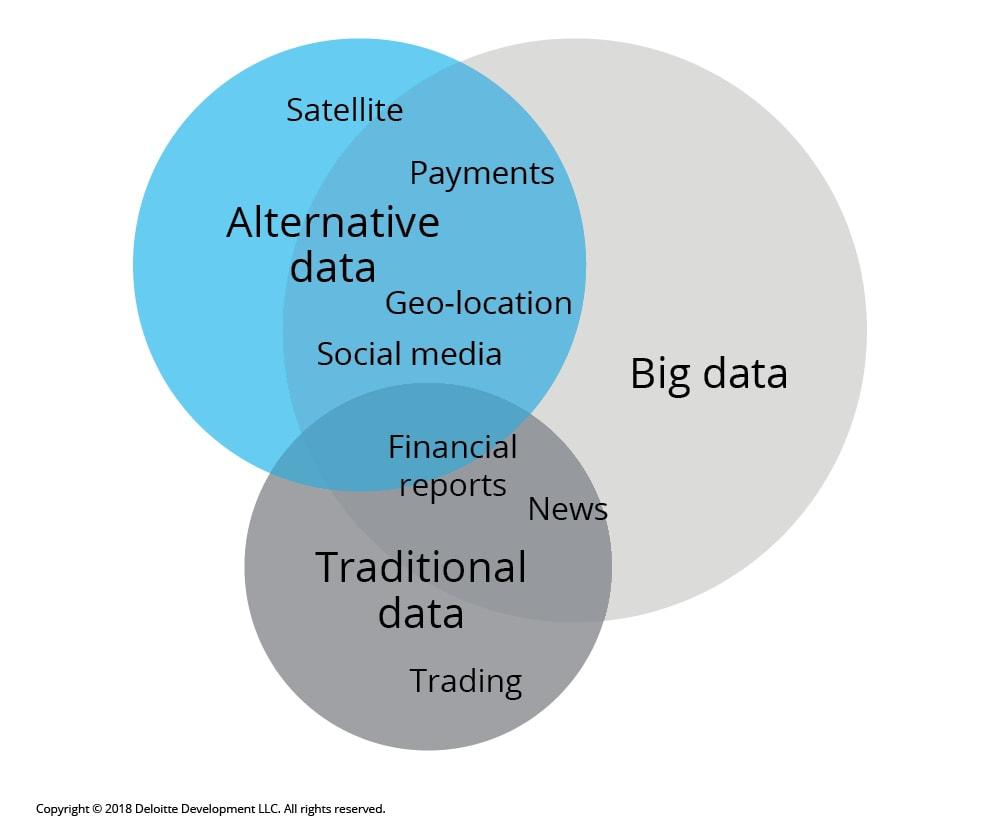 Satellite
Payments
Alternative
data
Geo-location
Social media
Big data
Financial
reports
News
Traditional
data
Trading
Copyright © 2018 Deloitte Development LLC. All rights reserved.